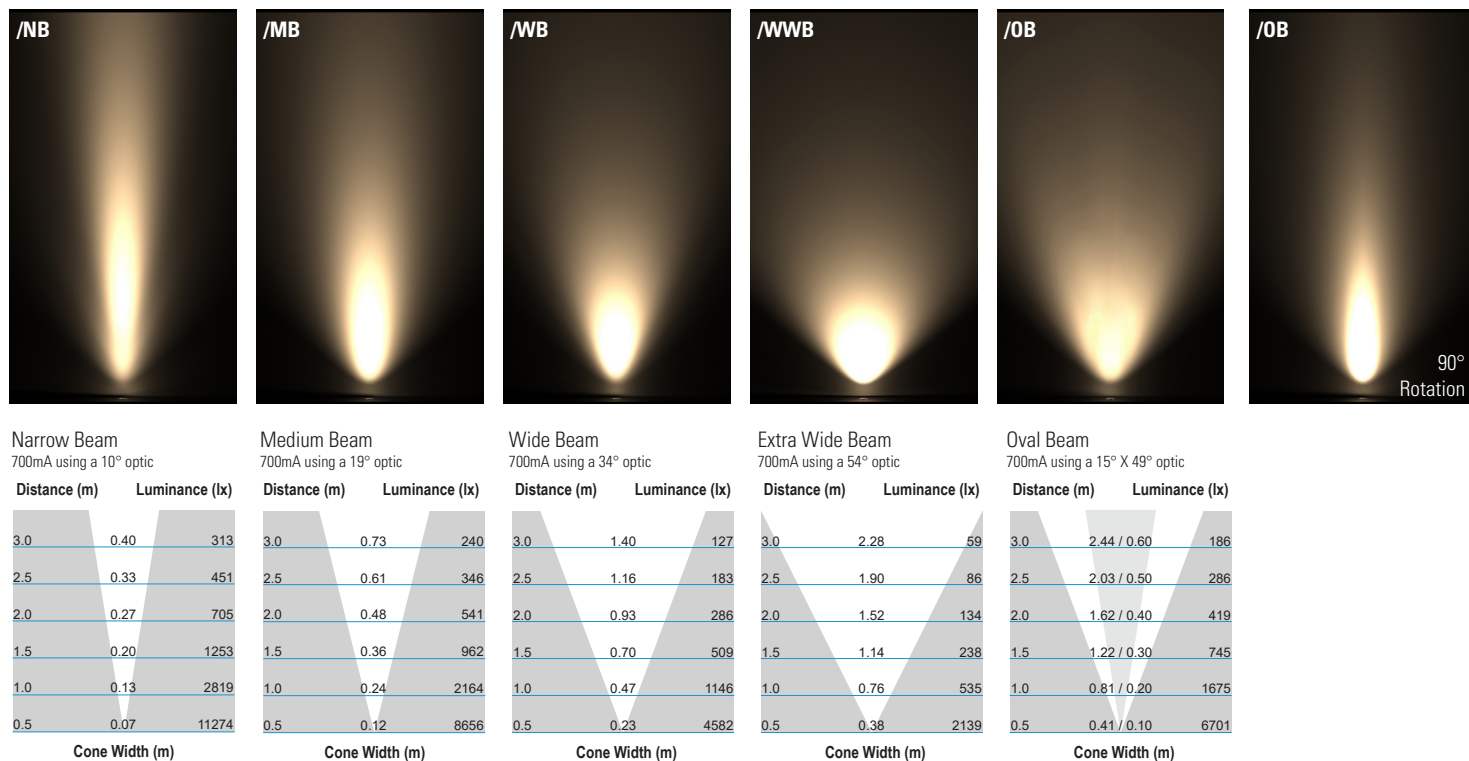 /NB
/MB
/WB
/WWB
/OB
/OB
90°
Rotation
Narrow Beam
700mA using a 10° optic
Distance (m) Luminance (lx)
3.0 0.40 313
2.5 0.33 451
2.0 0.27 705
1.5 0.20 1253
1.0 0.13 2819
0.5 0.07 11274
Cone Width (m)
Medium Beam
700mA using a 19° optic
Distance (m) Luminance (lx)
3.0 0.73 240
2.5 0.61 346
2.0 0.48 541
1.5 0.36 962
1.0 0.24 2164
0.5 0.12 8656
Cone Width (m)
Wide Beam
700mA using a 34° optic
Distance (m) Luminance (lx)
3.0 1.40 127
2.5 1.16 183
2.0 0.93 286
1.5 0.70 509
1.0 0.47 1146
0.5 0.23 4582
Cone Width (m)
Extra Wide Beam
700mA using a 54° optic
Distance (m) Luminance (lx)
3.0 2.28 59
2.5 1.90 86
2.0 1.52 134
1.5 1.14 238
1.0 0.76 535
0.5 0.38 2139
Cone Width (m)
Oval Beam
700mA using a 15° X 49° optic
Distance (m) Luminance (lx)
3.0 2.44 / 0.60 186
2.5 2.03 / 0.50 286
2.0 1.62 / 0.40 419
1.5 1.22 / 0.30 745
1.0 0.81 / 0.20 1675
0.5 0.41 / 0.10 6701
Cone Width (m)